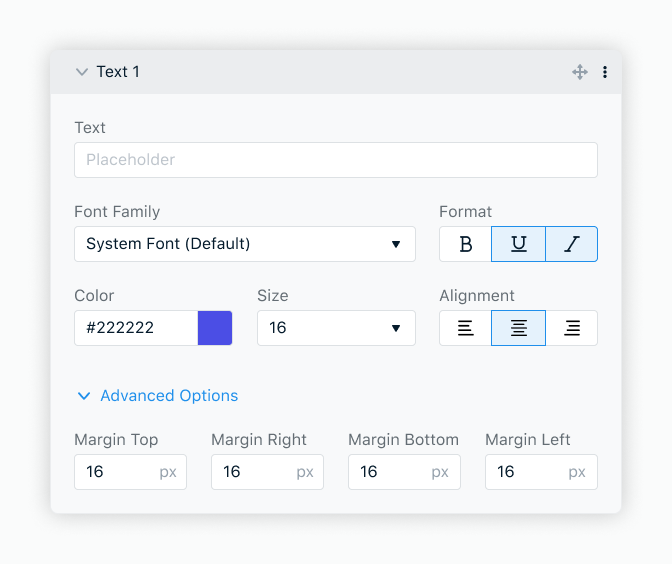 Text 1
Text
Placeholder
Font Family
Format
System Font (Default)
B U I
Color
Size
Alignment
#222222
16
Advanced Options
Margin Top
Margin Right
Margin Bottom
Margin Left
16 px
16 px
16 px
16 px